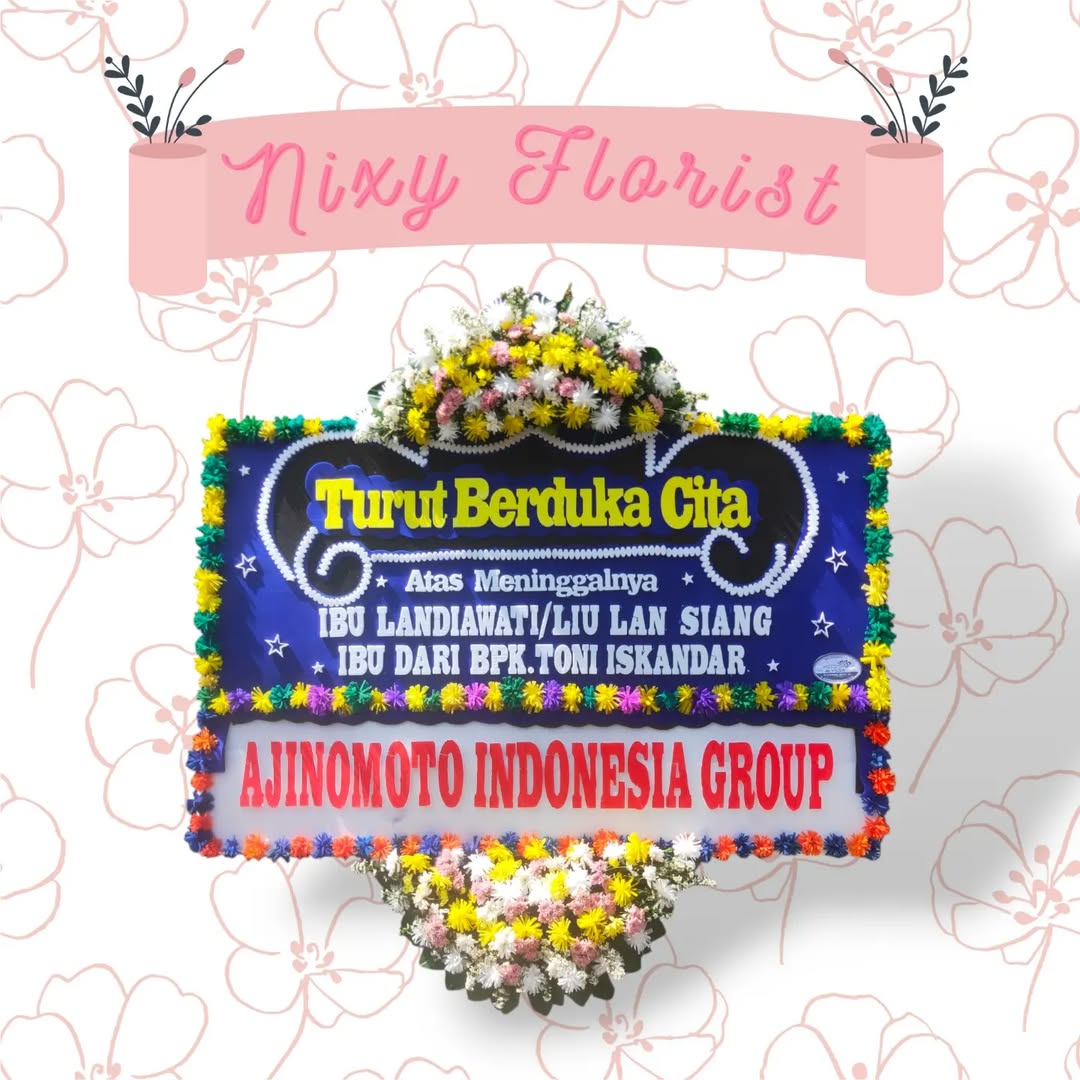 Nixy Florist
Turut Berduka Cita
Atas Meninggalnya
IBU LANDIAWATI/LIU LAN SIANG
IBU DARI BPK.TONI ISKANDAR
AJINOMOTO INDONESIA GROUP